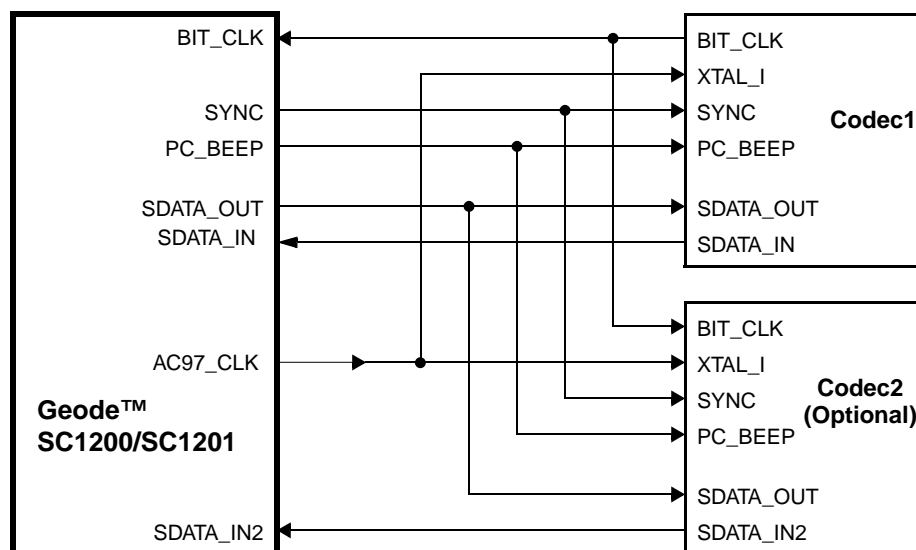 BIT_CLK
SYNC
PC_BEEP
SDATA_OUT
SDATA_IN
AC97_CLK
Geode™
SC1200/SC1201
SDATA_IN2
BIT_CLK
XTAL_I
SYNC
Codec1
PC_BEEP
SDATA_OUT
SDATA_IN
BIT_CLK
XTAL_I
Codec2
SYNC
(Optional)
PC_BEEP
SDATA_OUT
SDATA_IN2